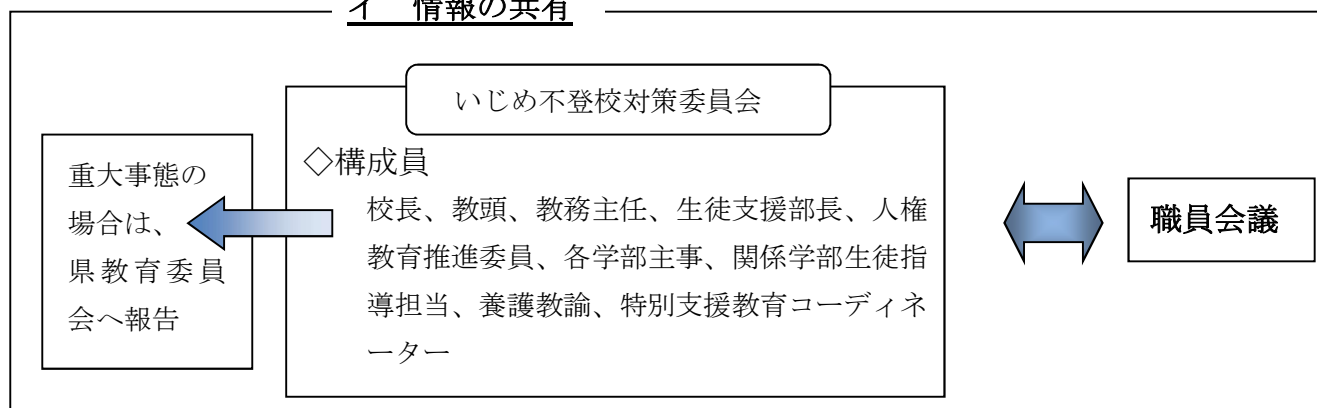 イ 情報の共有
いじめ不登校対策委員会
重大事態の
場合は、
県教育委員
会へ報告
◇構成員
校長、教頭、教務主任、生徒支援部長、人権
教育推進委員、各学部主事、関係学部生徒指
導担当、養護教諭、特別支援教育コーディネ
ーター
職員会議